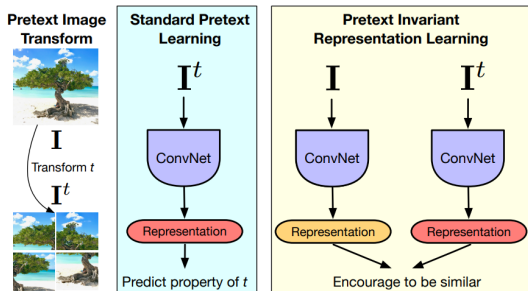 Pretext Image
Transform
I
Transform t
I^t
Standard Pretext
Learning
I^t
ConvNet
Representation
Predict property of t
Pretext Invariant
Representation Learning
I I^t
ConvNet ConvNet
Representation Representation
Encourage to be similar